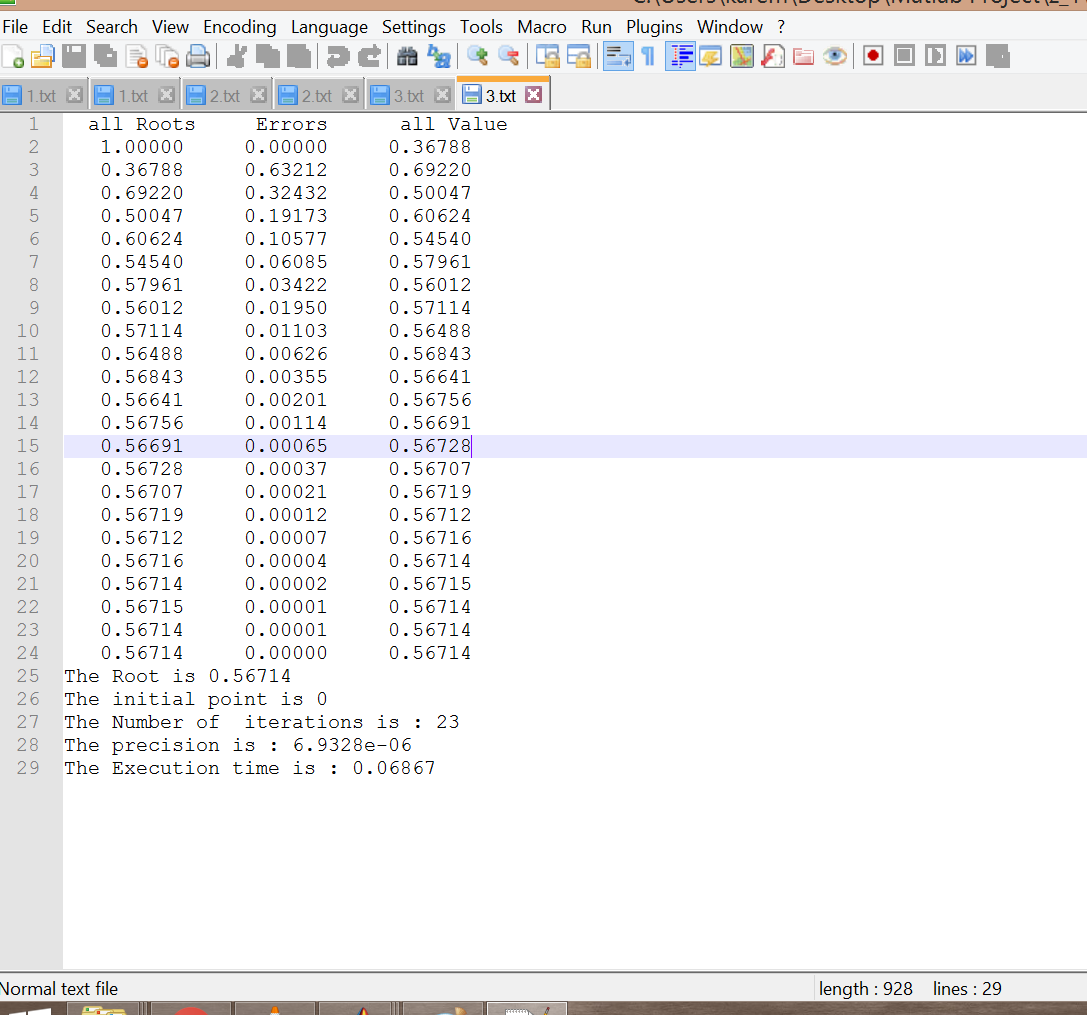 File Edit Search View Encoding Language Settings Tools Macro Run Plugins Window ?
1.txt 1.txt 2.txt 2.txt 3.txt 3.txt
1 all Roots Errors all Value
2 1.00000 0.00000 0.36788
3 0.36788 0.63212 0.69220
4 0.69220 0.32432 0.50047
5 0.50047 0.19173 0.60624
6 0.60624 0.10577 0.54540
7 0.54540 0.06085 0.57961
8 0.57961 0.03422 0.56012
9 0.56012 0.01950 0.57114
10 0.57114 0.01103 0.56488
11 0.56488 0.00626 0.56843
12 0.56843 0.00355 0.56641
13 0.56641 0.00201 0.56756
14 0.56756 0.00114 0.56691
15 0.56691 0.00065 0.56728
16 0.56728 0.00037 0.56707
17 0.56707 0.00021 0.56719
18 0.56719 0.00012 0.56712
19 0.56712 0.00007 0.56716
20 0.56716 0.00004 0.56714
21 0.56714 0.00002 0.56715
22 0.56715 0.00001 0.56714
23 0.56714 0.00001 0.56714
24 0.56714 0.00000 0.56714
25 The Root is 0.56714
26 The initial point is 0
27 The Number of  iterations is : 23
28 The precision is : 6.9328e-06
29 The Execution time is : 0.06867
Normal text file length : 928 lines : 29